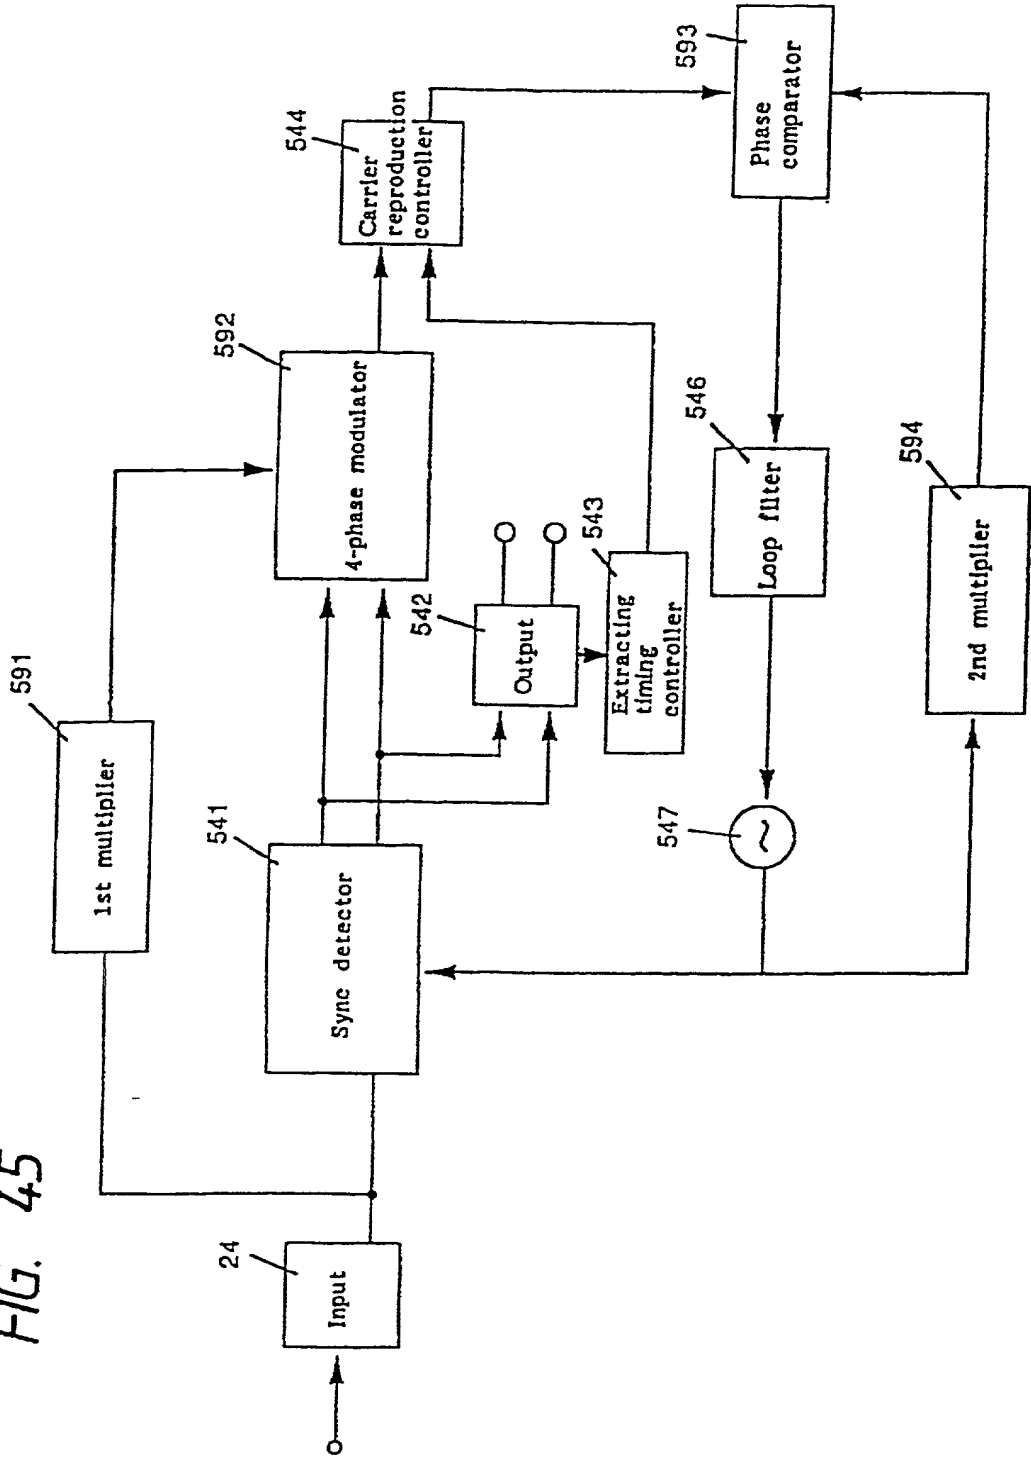 FIG. 45
591
1st multiplier
592
4-phase modulator
544
Carrier
reproduction
controller
593
Phase
comparator
24
Input
541
Sync detector
542
Output
543
Extracting
timing
controller
546
Loop filter
547
~
594
2nd multiplier